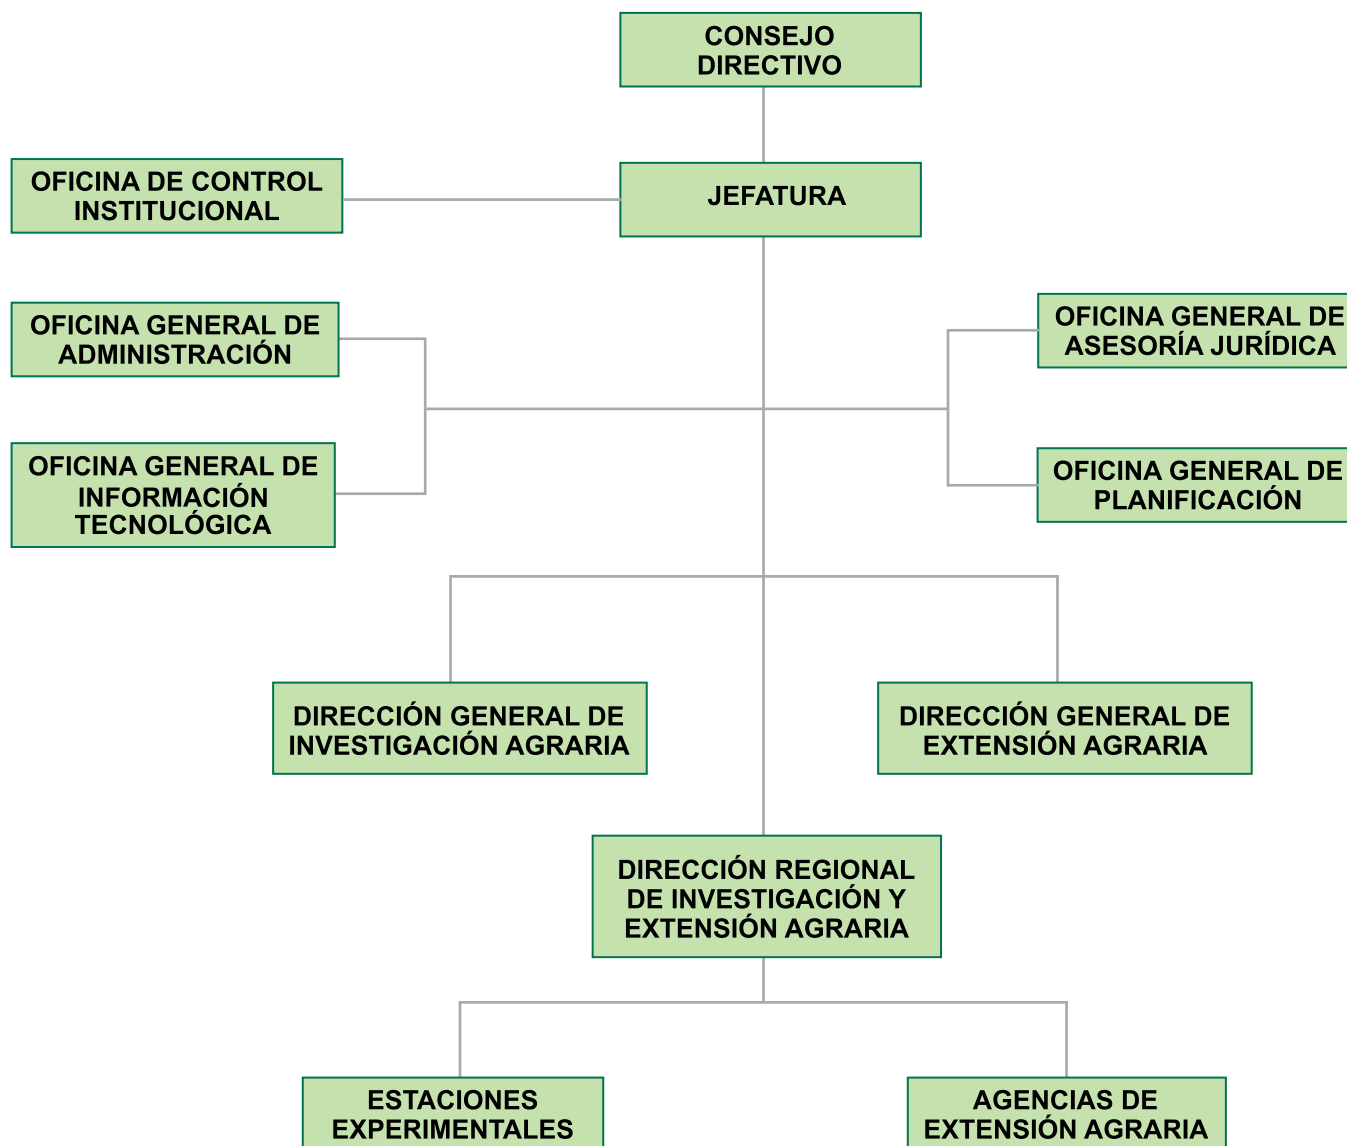 CONSEJO
DIRECTIVO
OFICINA DE CONTROL
INSTITUCIONAL
JEFATURA
OFICINA GENERAL DE
ADMINISTRACIÓN
OFICINA GENERAL DE
ASESORÍA JURÍDICA
OFICINA GENERAL DE
INFORMACIÓN
TECNOLÓGICA
OFICINA GENERAL DE
PLANIFICACIÓN
DIRECCIÓN GENERAL DE
INVESTIGACIÓN AGRARIA
DIRECCIÓN GENERAL DE
EXTENSIÓN AGRARIA
DIRECCIÓN REGIONAL
DE INVESTIGACIÓN Y
EXTENSIÓN AGRARIA
ESTACIONES
EXPERIMENTALES
AGENCIAS DE
EXTENSIÓN AGRARIA